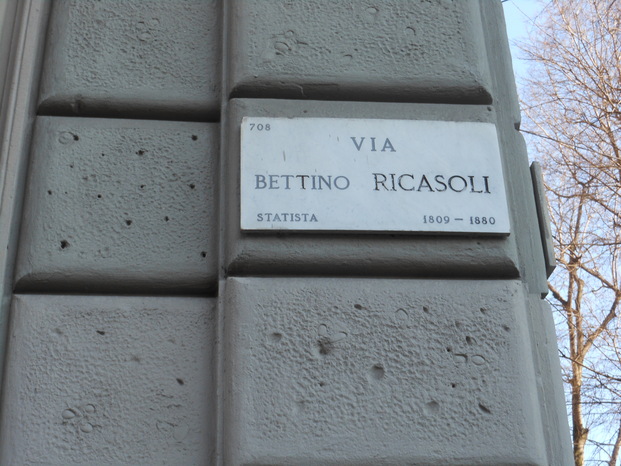 708
VIA
BETTINO RICASOLI
STATISTA 1809 – 1880